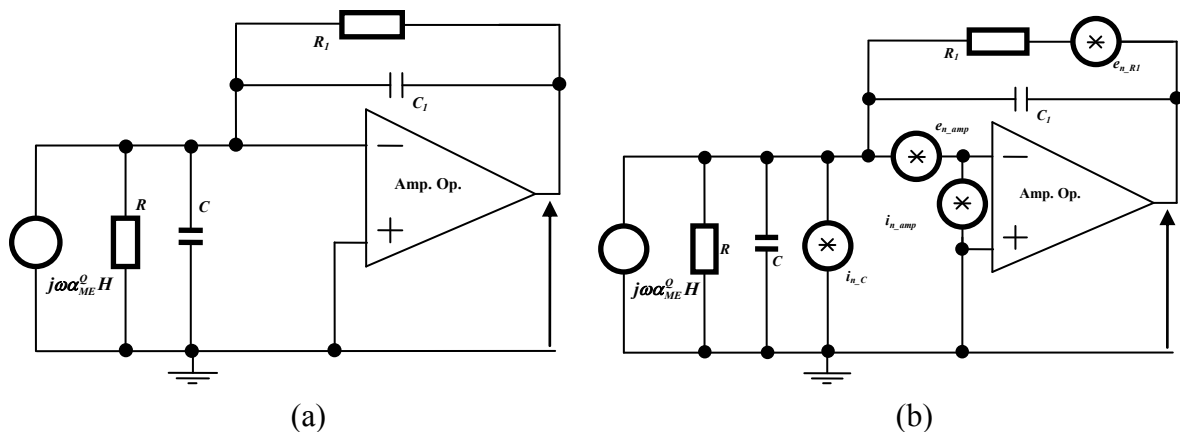 R₁
C₁
Amp. Op.
R
C
jωα^Q_ME H
(a)
R₁
e_n_R1
C₁
e_n_amp
Amp. Op.
i_n_amp
R
C
i_n_C
jωα^Q_ME H
(b)